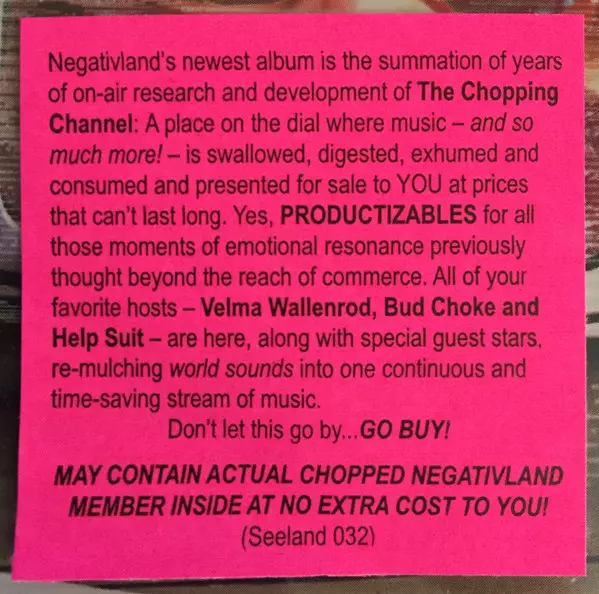 Negativland's newest album is the summation of years
of on-air research and development of The Chopping
Channel: A place on the dial where music – and so
much more! – is swallowed, digested, exhumed and
consumed and presented for sale to YOU at prices
that can't last long. Yes, PRODUCTIZABLES for all
those moments of emotional resonance previously
thought beyond the reach of commerce. All of your
favorite hosts – Velma Wallenrod, Bud Choke and
Help Suit – are here, along with special guest stars,
re-mulching world sounds into one continuous and
time-saving stream of music.
Don't let this go by...GO BUY!
MAY CONTAIN ACTUAL CHOPPED NEGATIVLAND
MEMBER INSIDE AT NO EXTRA COST TO YOU!
(Seeland 032)